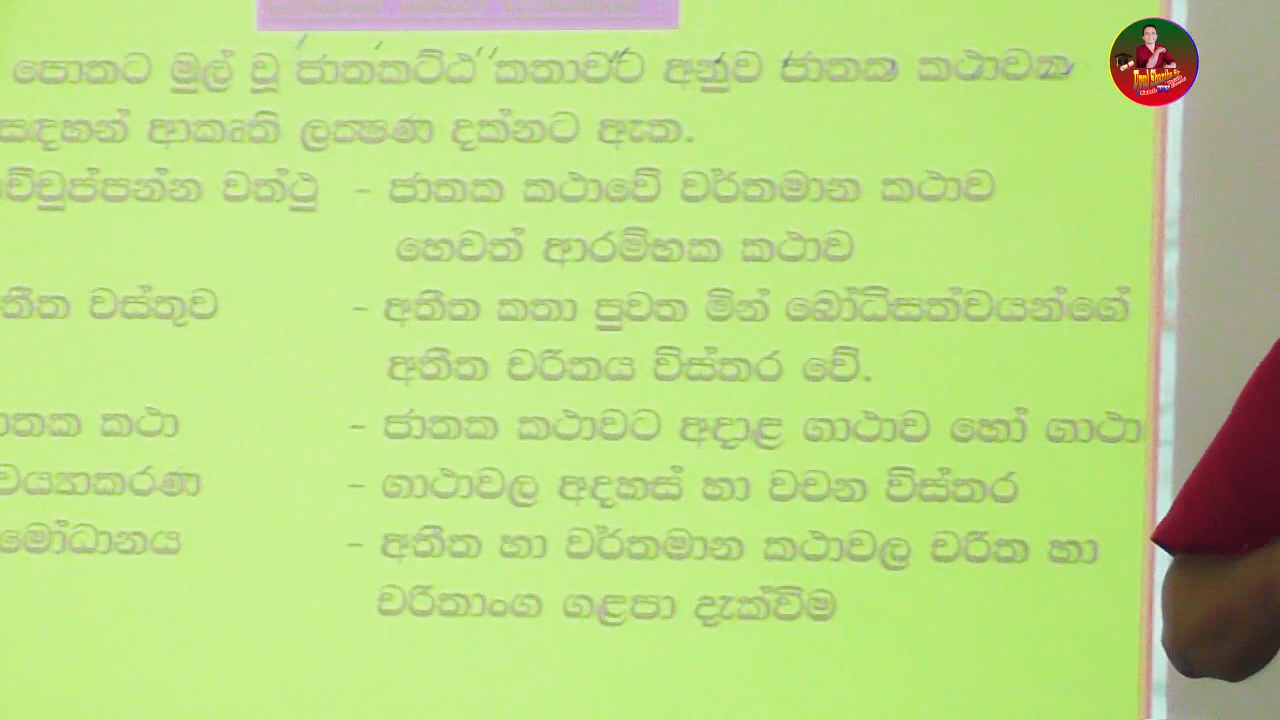 පොතට මුල් වූ ජාතකට්ඨ කතාවට අනුව ජාතක කථාවක
සඳහන් ආකෘති ලක්ෂණ දක්නට ඇත.
ච්චුප්පන්න වත්ථු - ජාතක කථාවේ වර්තමාන කථාව
හෙවත් ආරම්භක කථාව
තීත වස්තුව - අතීත කතා පුවත මින් බෝධිසත්වයන්ගේ
අතීත චරිතය විස්තර වේ.
ාතක කථා - ජාතක කථාවට අදාළ ගාථාව හෝ ගාථා
වෙය්‍යාකරණ - ගාථාවල අදහස් හා වචන විස්තර
මෝධානය - අතීත හා වර්තමාන කථාවල චරිත හා
චරිතාංග ගළපා දැක්වීම